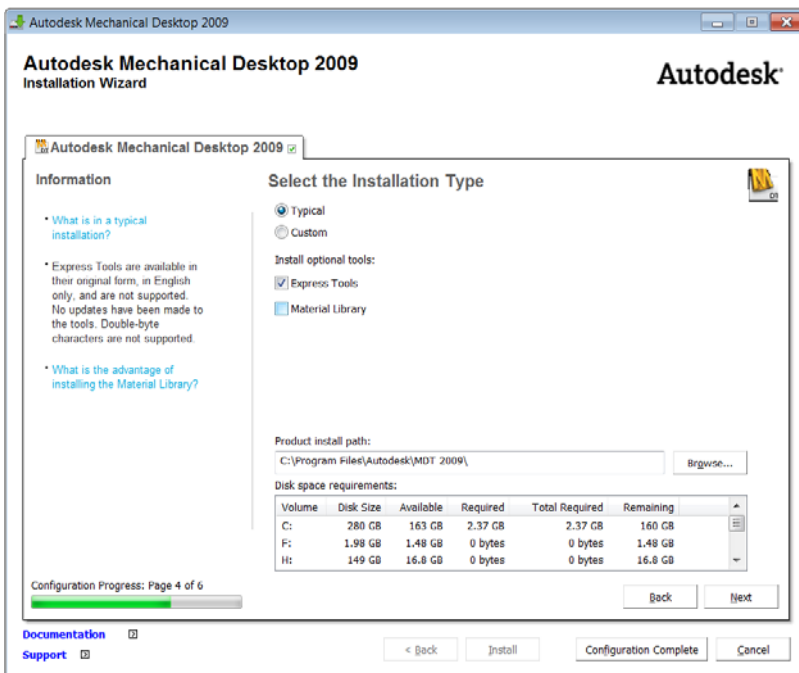 Autodesk Mechanical Desktop 2009
Autodesk Mechanical Desktop 2009
Installation Wizard
Autodesk
Autodesk Mechanical Desktop 2009
Information
What is in a typical
installation?
Express Tools are available in
their original form, in English
only, and are not supported.
No updates have been made to
the tools. Double-byte
characters are not supported.
What is the advantage of
installing the Material Library?
Select the Installation Type
Typical
Custom
Install optional tools:
Express Tools
Material Library
Product install path:
C:\Program Files\Autodesk\MDT 2009\
Browse...
Disk space requirements:
Volume Disk Size Available Required Total Required Remaining
C: 280 GB 163 GB 2.37 GB 2.37 GB 160 GB
F: 1.98 GB 1.48 GB 0 bytes 0 bytes 1.48 GB
H: 149 GB 16.8 GB 0 bytes 0 bytes 16.8 GB
Configuration Progress: Page 4 of 6
Back Next
Documentation
Support
< Back Install Configuration Complete Cancel